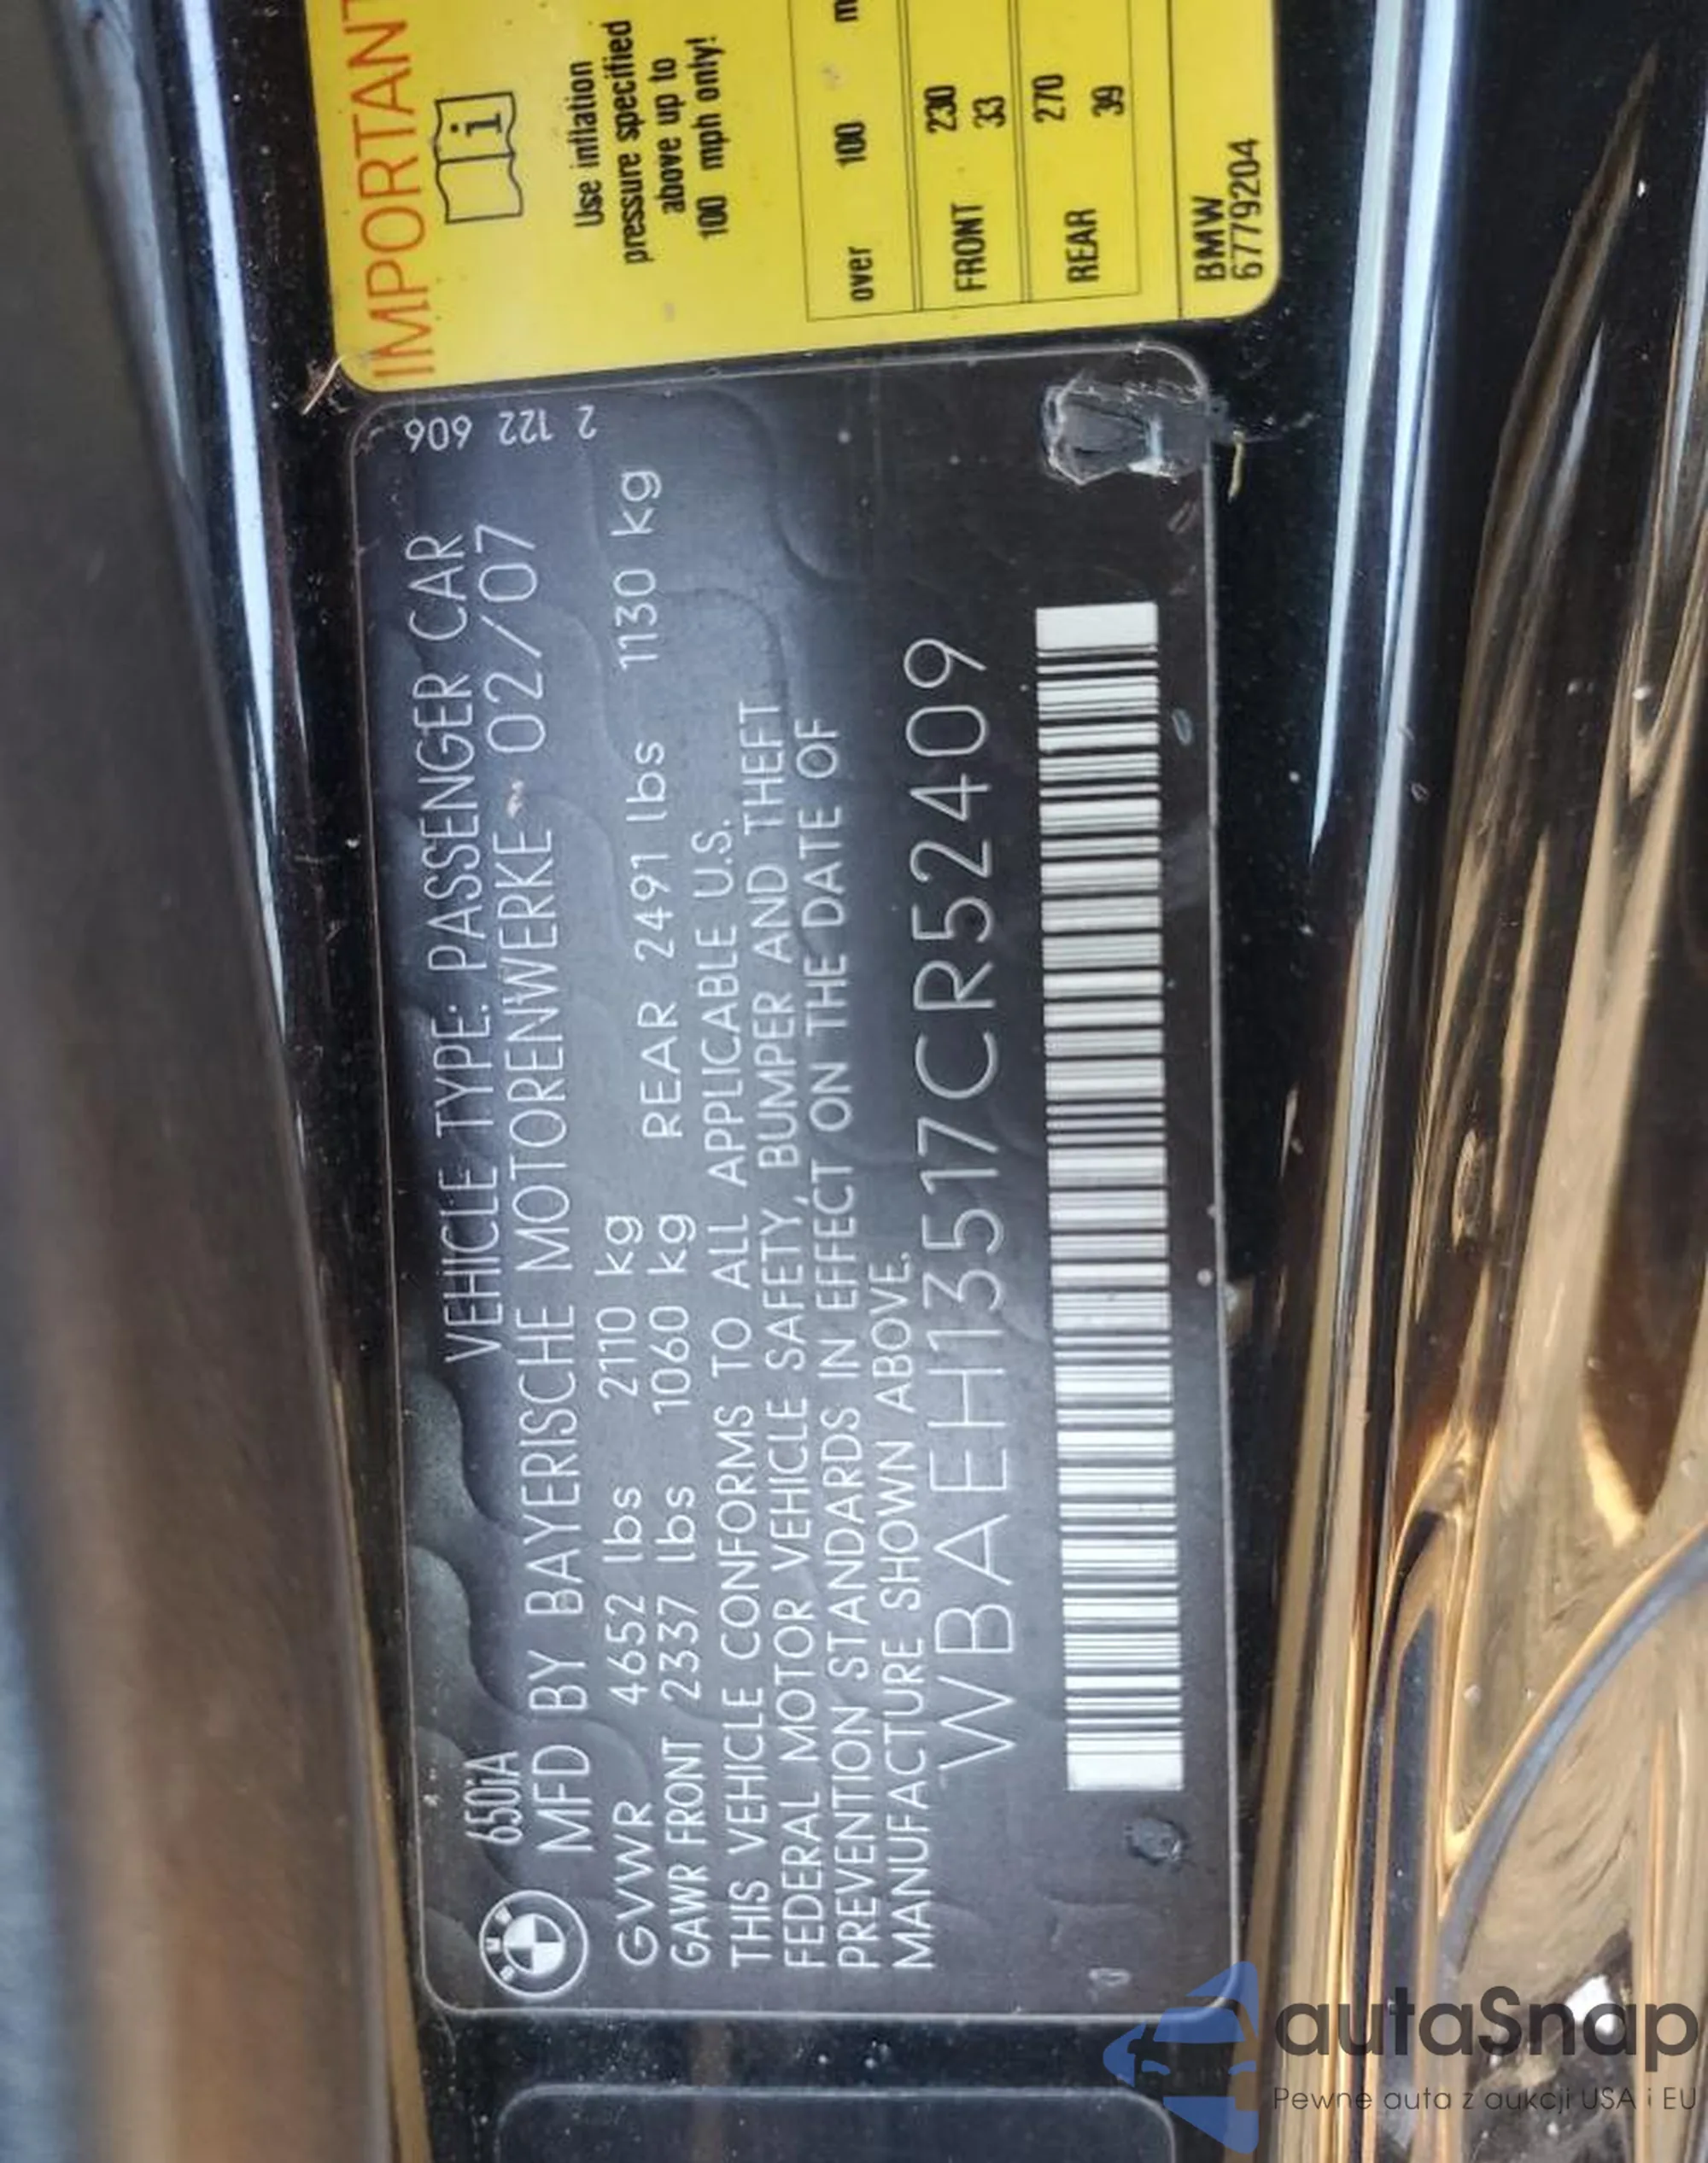 650iA VEHICLE TYPE: PASSENGER CAR
MFD BY BAYERISCHE MOTORENWERKE 02/07
GVWR 4652 lbs 2110 kg
GAWR FRONT 2337 lbs 1060 kg REAR 2491 lbs 1130 kg
THIS VEHICLE CONFORMS TO ALL APPLICABLE U.S.
FEDERAL MOTOR VEHICLE SAFETY, BUMPER AND THEFT
PREVENTION STANDARDS IN EFFECT ON THE DATE OF
MANUFACTURE SHOWN ABOVE.
WBAEH13517CR52409
2 122 606
IMPORTANT
i
Use inflation
pressure specified
above up to
100 mph only!
over 100
FRONT 230
33
REAR 270
39
BMW
6779204
BMW
autaSnap
Pewne auta z aukcji USA i EU